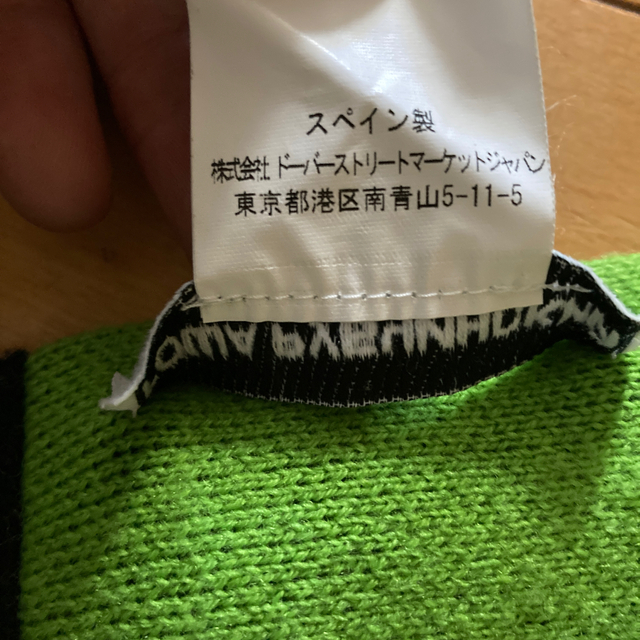 スペイン製
株式会社 ドーバーストリートマーケットジャパン
東京都港区南青山5-11-5